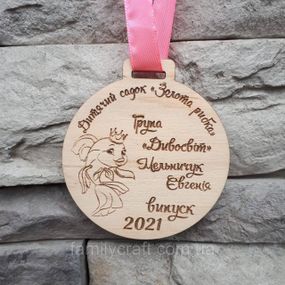 Дитячий садок «Золота рибка»
Група
«Дивосвіт»
Мельничук
Євгенія
випуск
2021
familycraft.com.ua